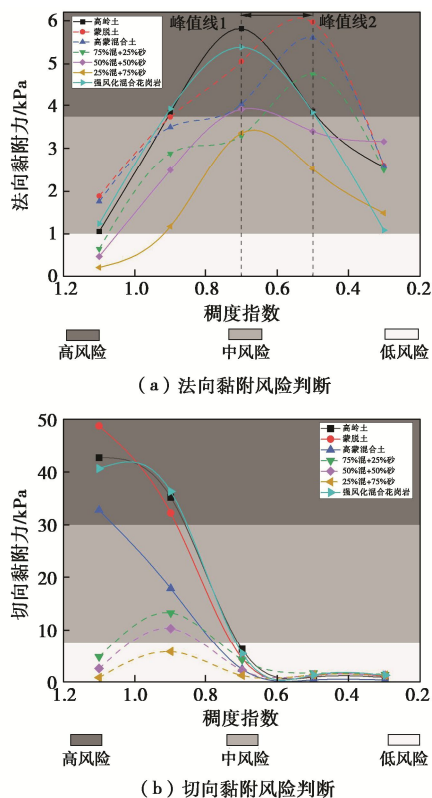 峰值线1 峰值线2
高岭土
蒙脱土
高蒙混合土
75%混+25%砂
50%混+50%砂
25%混+75%砂
强风化混合花岗岩
法向黏附力/kPa
6
5
4
3
2
1
0
1.2 1.0 0.8 0.6 0.4 0.2
稠度指数
高风险 中风险 低风险
(a)法向黏附风险判断
高岭土
蒙脱土
高蒙混合土
75%混+25%砂
50%混+50%砂
25%混+75%砂
强风化混合花岗岩
切向黏附力/kPa
50
40
30
20
10
0
1.2 1.0 0.8 0.6 0.4 0.2
稠度指数
高风险 中风险 低风险
(b)切向黏附风险判断